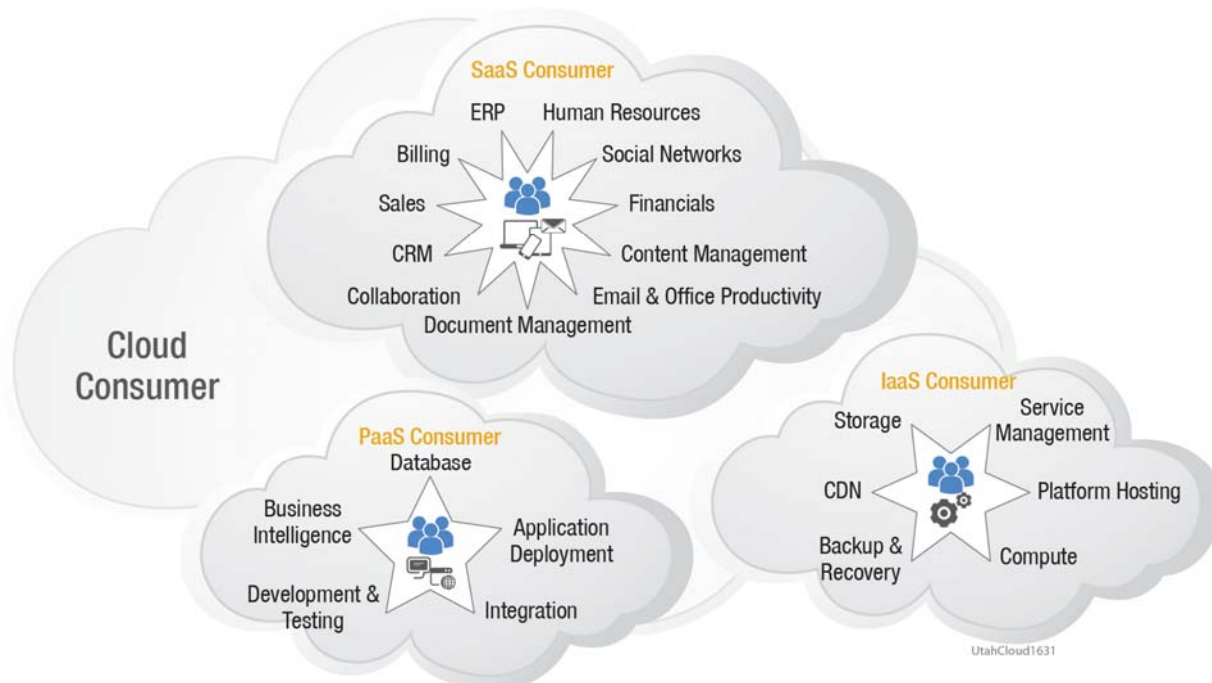 SaaS Consumer
ERP
Human Resources
Billing
Social Networks
Sales
Financials
CRM
Content Management
Collaboration
Email & Office Productivity
Document Management
Cloud
Consumer
PaaS Consumer
Database
Business
Intelligence
Application
Deployment
Development &
Testing
Integration
IaaS Consumer
Storage
Service
Management
CDN
Platform Hosting
Backup &
Recovery
Compute
UtahCloud1631